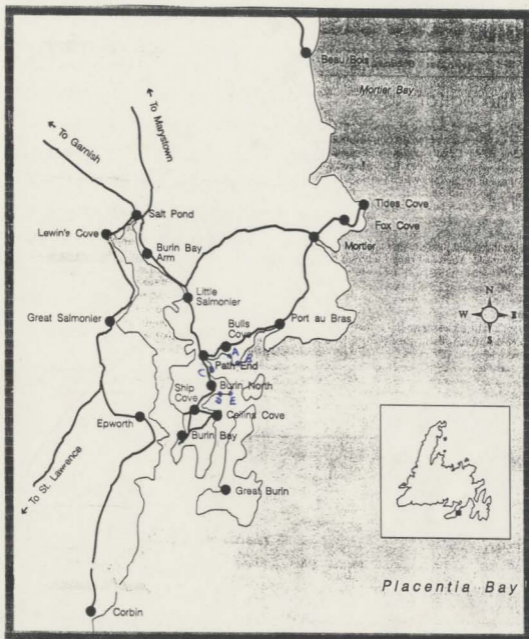 Beau Bois
Mortier Bay
← To Marystown
← To Garnish
Tides Cove
Salt Pond
Fox Cove
Lewin's Cove
Mortier
Burin Bay
Arm
Little
Salmonier
N
W
E
S
Great Salmonier
Bulls
Cove
Port au Bras
A
B
Path End
C
Burin North
Ship
Cove
D
E
Collins Cove
Epworth
Burin Bay
← To St. Lawrence
Great Burin
Placentia Bay
Corbin